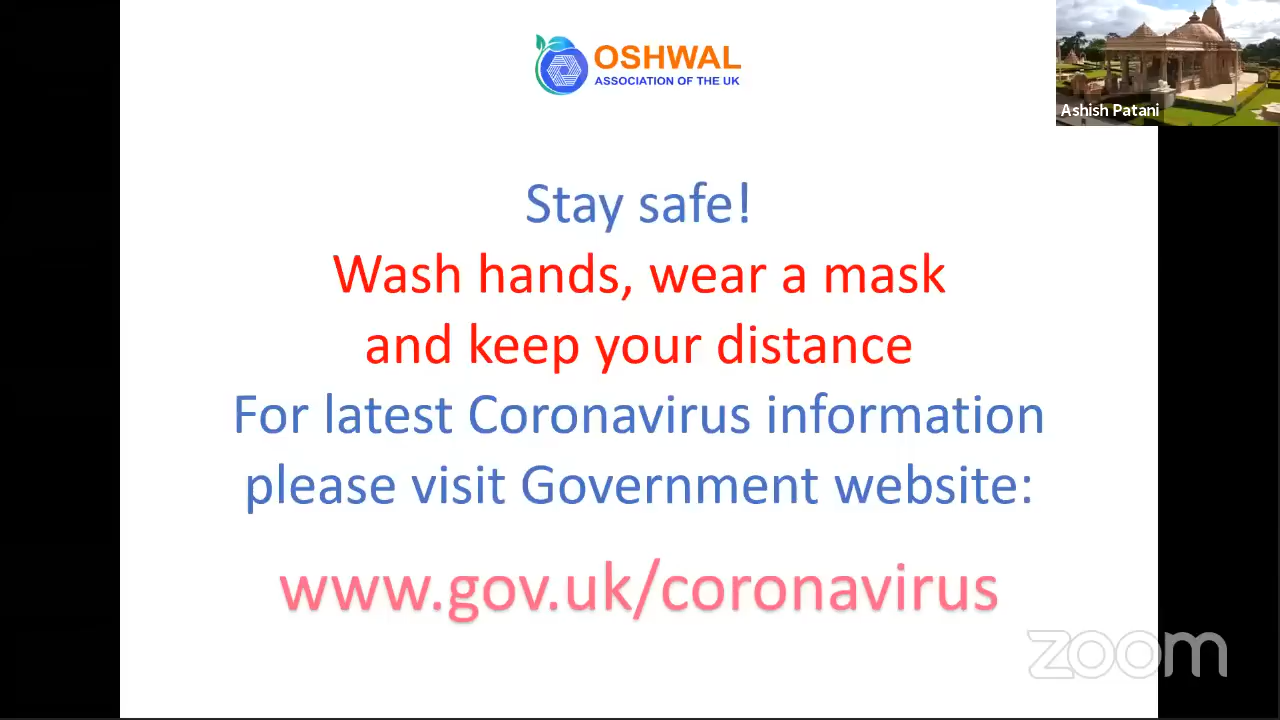 OSHWAL
ASSOCIATION OF THE UK
Ashish Patani
Stay safe!
Wash hands, wear a mask
and keep your distance
For latest Coronavirus information
please visit Government website:
www.gov.uk/coronavirus
zoom